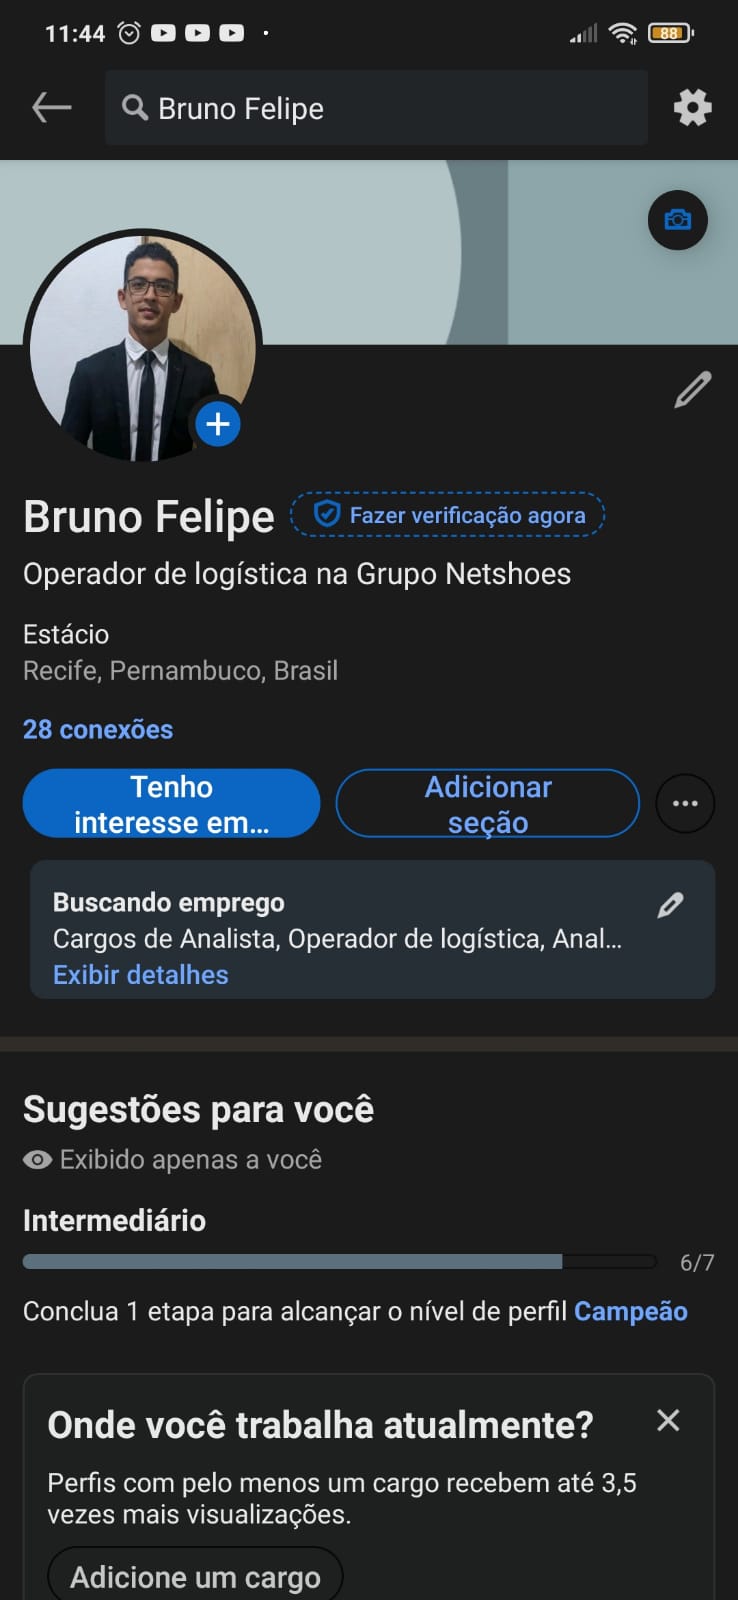 11:44
88
Bruno Felipe
Bruno Felipe
Fazer verificação agora
Operador de logística na Grupo Netshoes
Estácio
Recife, Pernambuco, Brasil
28 conexões
Tenho
interesse em...
Adicionar
seção
Buscando emprego
Cargos de Analista, Operador de logística, Anal...
Exibir detalhes
Sugestões para você
Exibido apenas a você
Intermediário
6/7
Conclua 1 etapa para alcançar o nível de perfil Campeão
Onde você trabalha atualmente?
Perfis com pelo menos um cargo recebem até 3,5
vezes mais visualizações.
Adicione um cargo